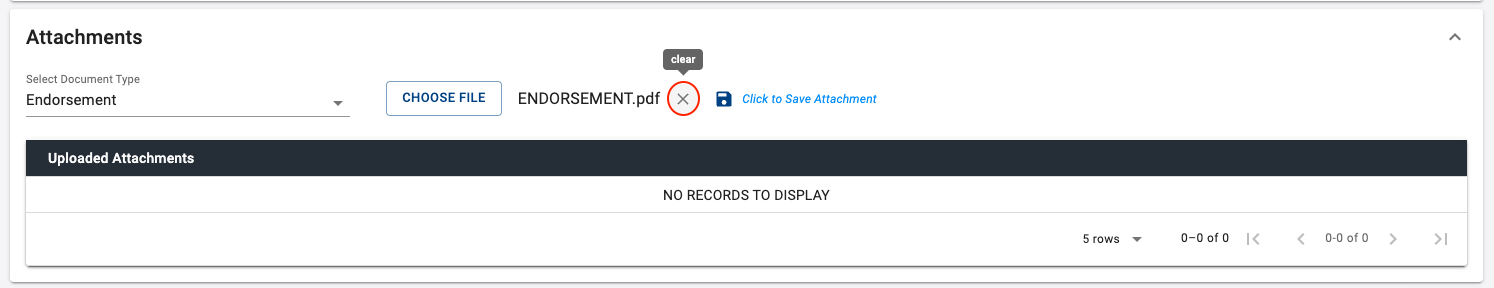 Attachments
clear
Select Document Type
Endorsement
CHOOSE FILE
ENDORSEMENT.pdf
Click to Save Attachment
Uploaded Attachments
NO RECORDS TO DISPLAY
5 rows
0–0 of 0
0-0 of 0